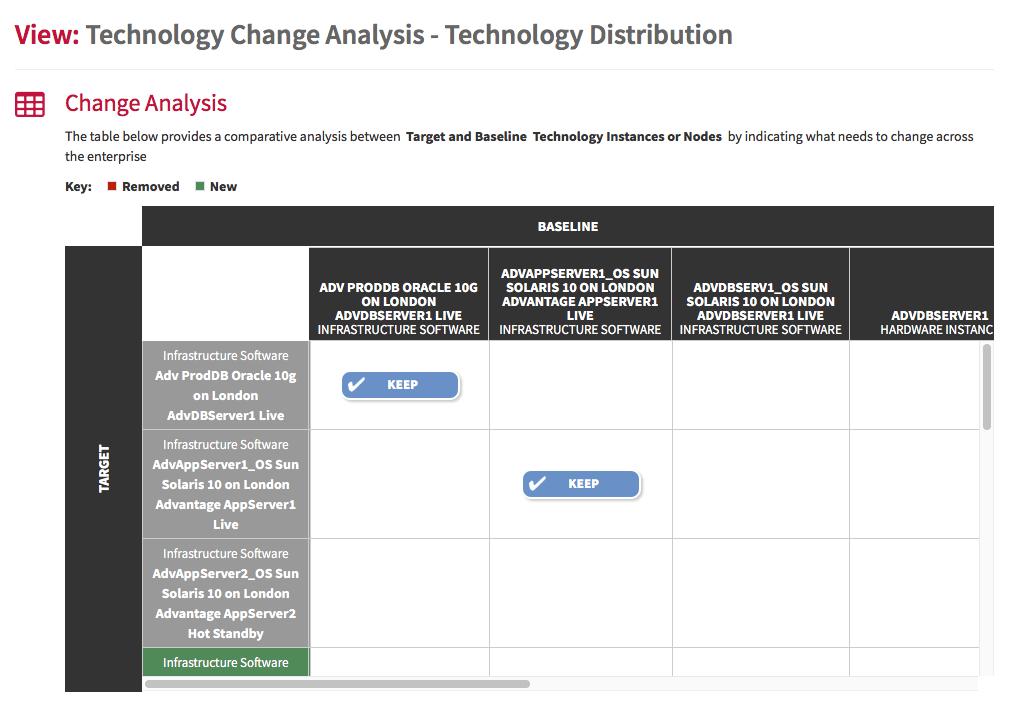 View: Technology Change Analysis - Technology Distribution
Change Analysis
The table below provides a comparative analysis between Target and Baseline Technology Instances or Nodes by indicating what needs to change across
the enterprise
Key: Removed New
BASELINE
ADV PRODDB ORACLE 10G
ON LONDON
ADVDBSERVER1 LIVE
INFRASTRUCTURE SOFTWARE
ADVAPPSERVER1_OS SUN
SOLARIS 10 ON LONDON
ADVANTAGE APPSERVER1
LIVE
INFRASTRUCTURE SOFTWARE
ADVDBSERV1_OS SUN
SOLARIS 10 ON LONDON
ADVDBSERVER1 LIVE
INFRASTRUCTURE SOFTWARE
ADVDBSERVER1
HARDWARE INSTANC
TARGET
Infrastructure Software
Adv ProdDB Oracle 10g
on London
AdvDBServer1 Live
KEEP
Infrastructure Software
AdvAppServer1_OS Sun
Solaris 10 on London
Advantage AppServer1
Live
KEEP
Infrastructure Software
AdvAppServer2_OS Sun
Solaris 10 on London
Advantage AppServer2
Hot Standby
Infrastructure Software